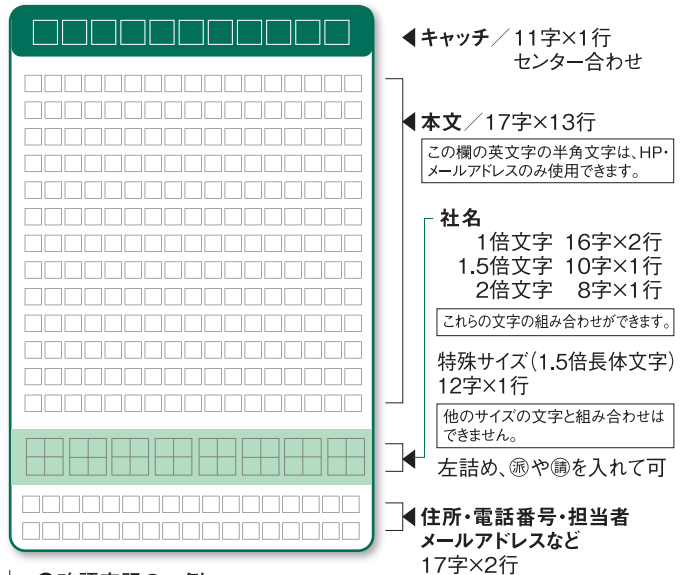 ◀キャッチ／11字×1行
センター合わせ
◀本文／17字×13行
この欄の英文字の半角文字は、HP・
メールアドレスのみ使用できます。
社名
1倍文字 16字×2行
1.5倍文字 10字×1行
2倍文字 8字×1行
これらの文字の組み合わせができます。
特殊サイズ（1.5倍長体文字）
12字×1行
他のサイズの文字と組み合わせは
できません。
左詰め、㊙派や㊙請を入れて可
◀住所・電話番号・担当者
メールアドレスなど
17字×2行